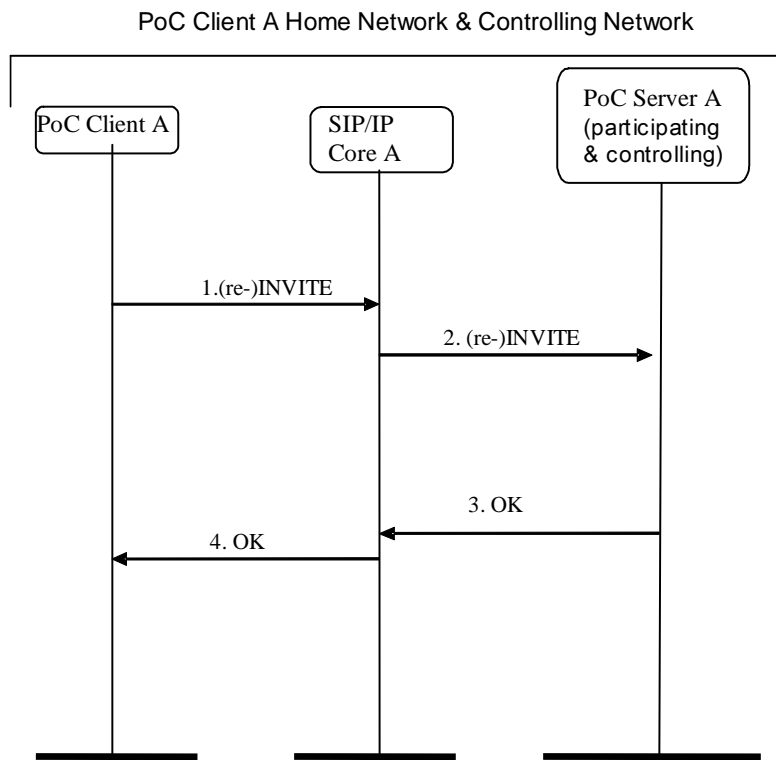 PoC Client A Home Network & Controlling Network
PoC Client A
SIP/IP
Core A
PoC Server A
(participating
& controlling)
1.(re-)INVITE
2. (re-)INVITE
3. OK
4. OK